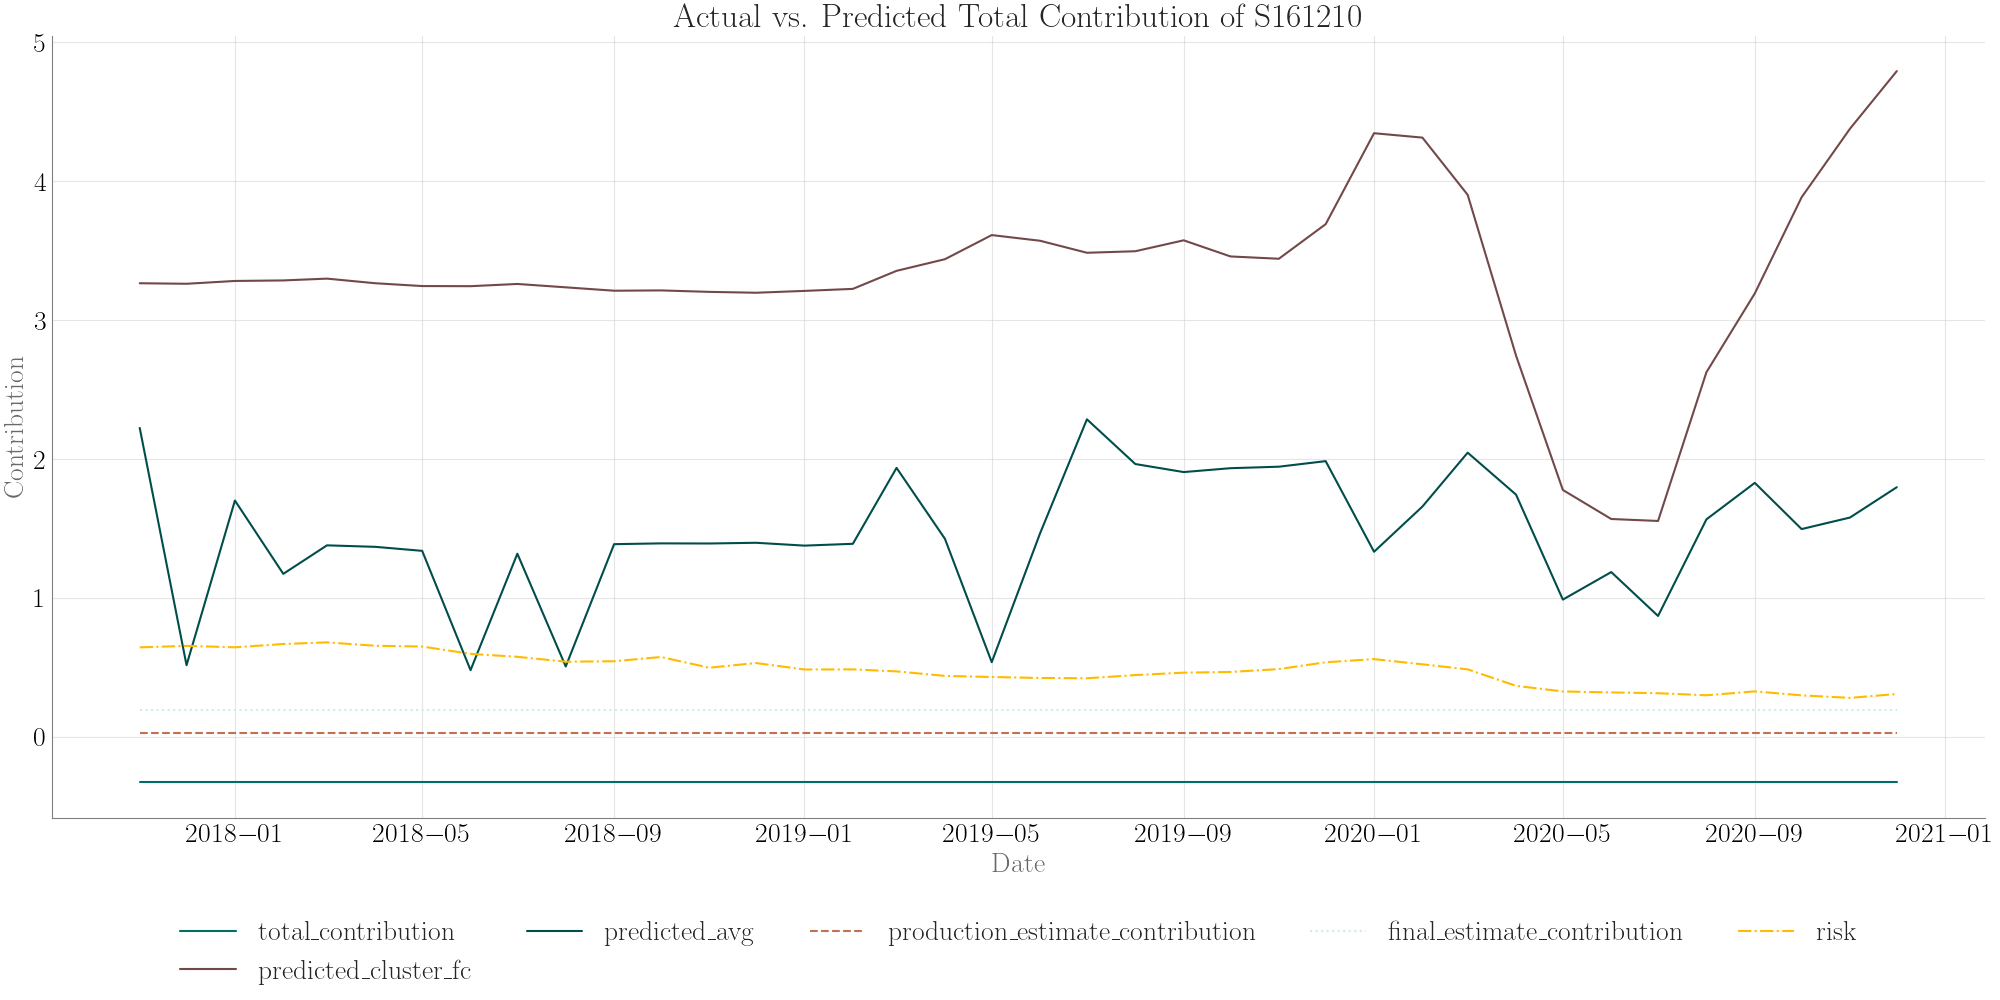 Actual vs. Predicted Total Contribution of S161210
5
4
3
2
1
0
Contribution
2018–01 2018–05 2018–09 2019–01 2019–05 2019–09 2020–01 2020–05 2020–09 2021–01
Date
total_contribution predicted_avg production_estimate_contribution final_estimate_contribution risk
predicted_cluster_fc